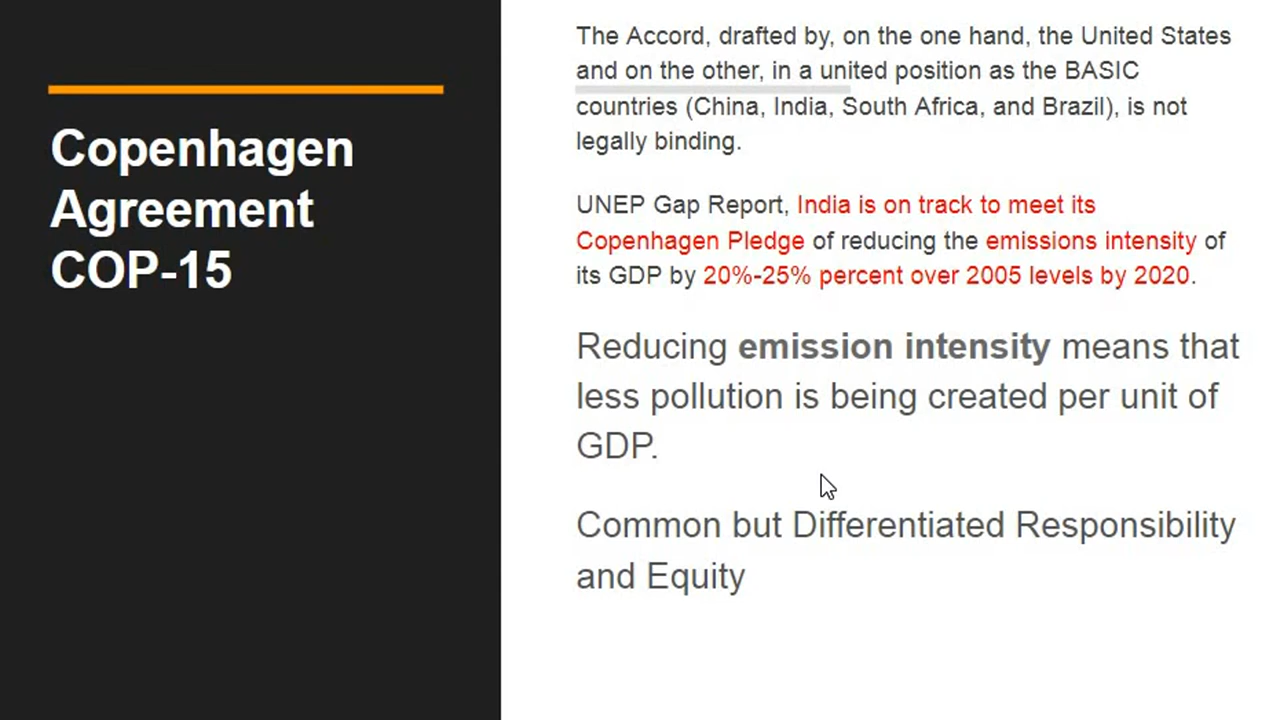 Copenhagen
Agreement
COP-15
The Accord, drafted by, on the one hand, the United States
and on the other, in a united position as the BASIC
countries (China, India, South Africa, and Brazil), is not
legally binding.
UNEP Gap Report, India is on track to meet its
Copenhagen Pledge of reducing the emissions intensity of
its GDP by 20%-25% percent over 2005 levels by 2020.
Reducing emission intensity means that
less pollution is being created per unit of
GDP.
Common but Differentiated Responsibility
and Equity